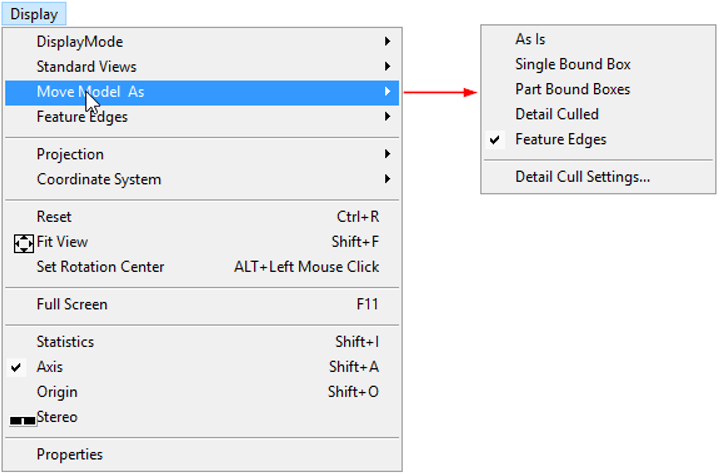 Display
DisplayMode
Standard Views
Move Model As
Feature Edges
Projection
Coordinate System
Reset Ctrl+R
Fit View Shift+F
Set Rotation Center ALT+Left Mouse Click
Full Screen F11
Statistics Shift+I
Axis Shift+A
Origin Shift+O
Stereo
Properties
As Is
Single Bound Box
Part Bound Boxes
Detail Culled
Feature Edges
Detail Cull Settings...